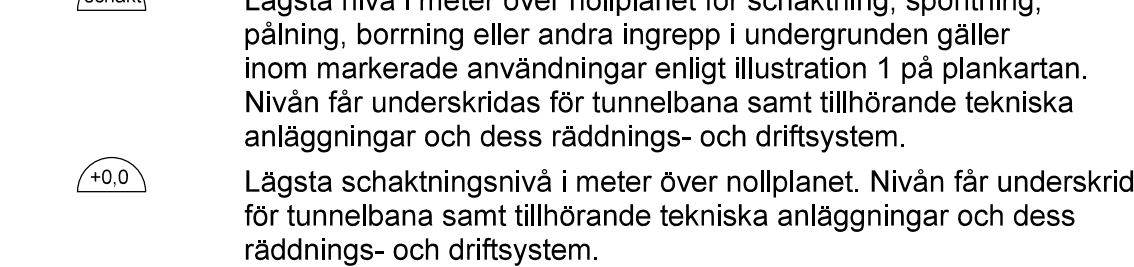 schakt Lägsta nivå i meter över nollplanet för schaktning, spontning,
pålning, borrning eller andra ingrepp i undergrunden gäller
inom markerade användningar enligt illustration 1 på plankartan.
Nivån får underskridas för tunnelbana samt tillhörande tekniska
anläggningar och dess räddnings- och driftsystem.
+0,0 Lägsta schaktningsnivå i meter över nollplanet. Nivån får underskrid
för tunnelbana samt tillhörande tekniska anläggningar och dess
räddnings- och driftsystem.